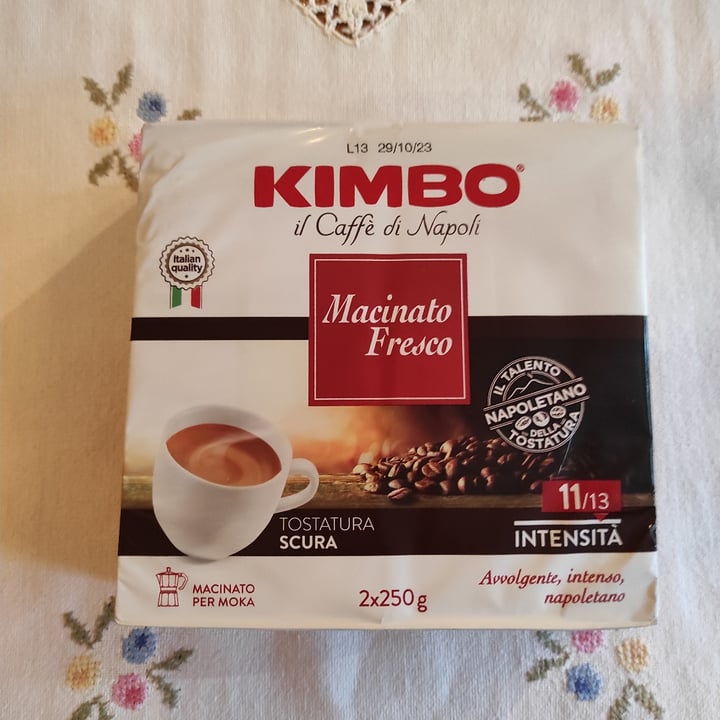 L13 29/10/23
KIMBO®
il Caffè di Napoli
Italian
quality
Macinato
Fresco
IL TALENTO
NAPOLETANO
DELLA
TOSTATURA
11/13
INTENSITÀ
TOSTATURA
SCURA
MACINATO
PER MOKA
2x250g
Avvolgente, intenso,
napoletano